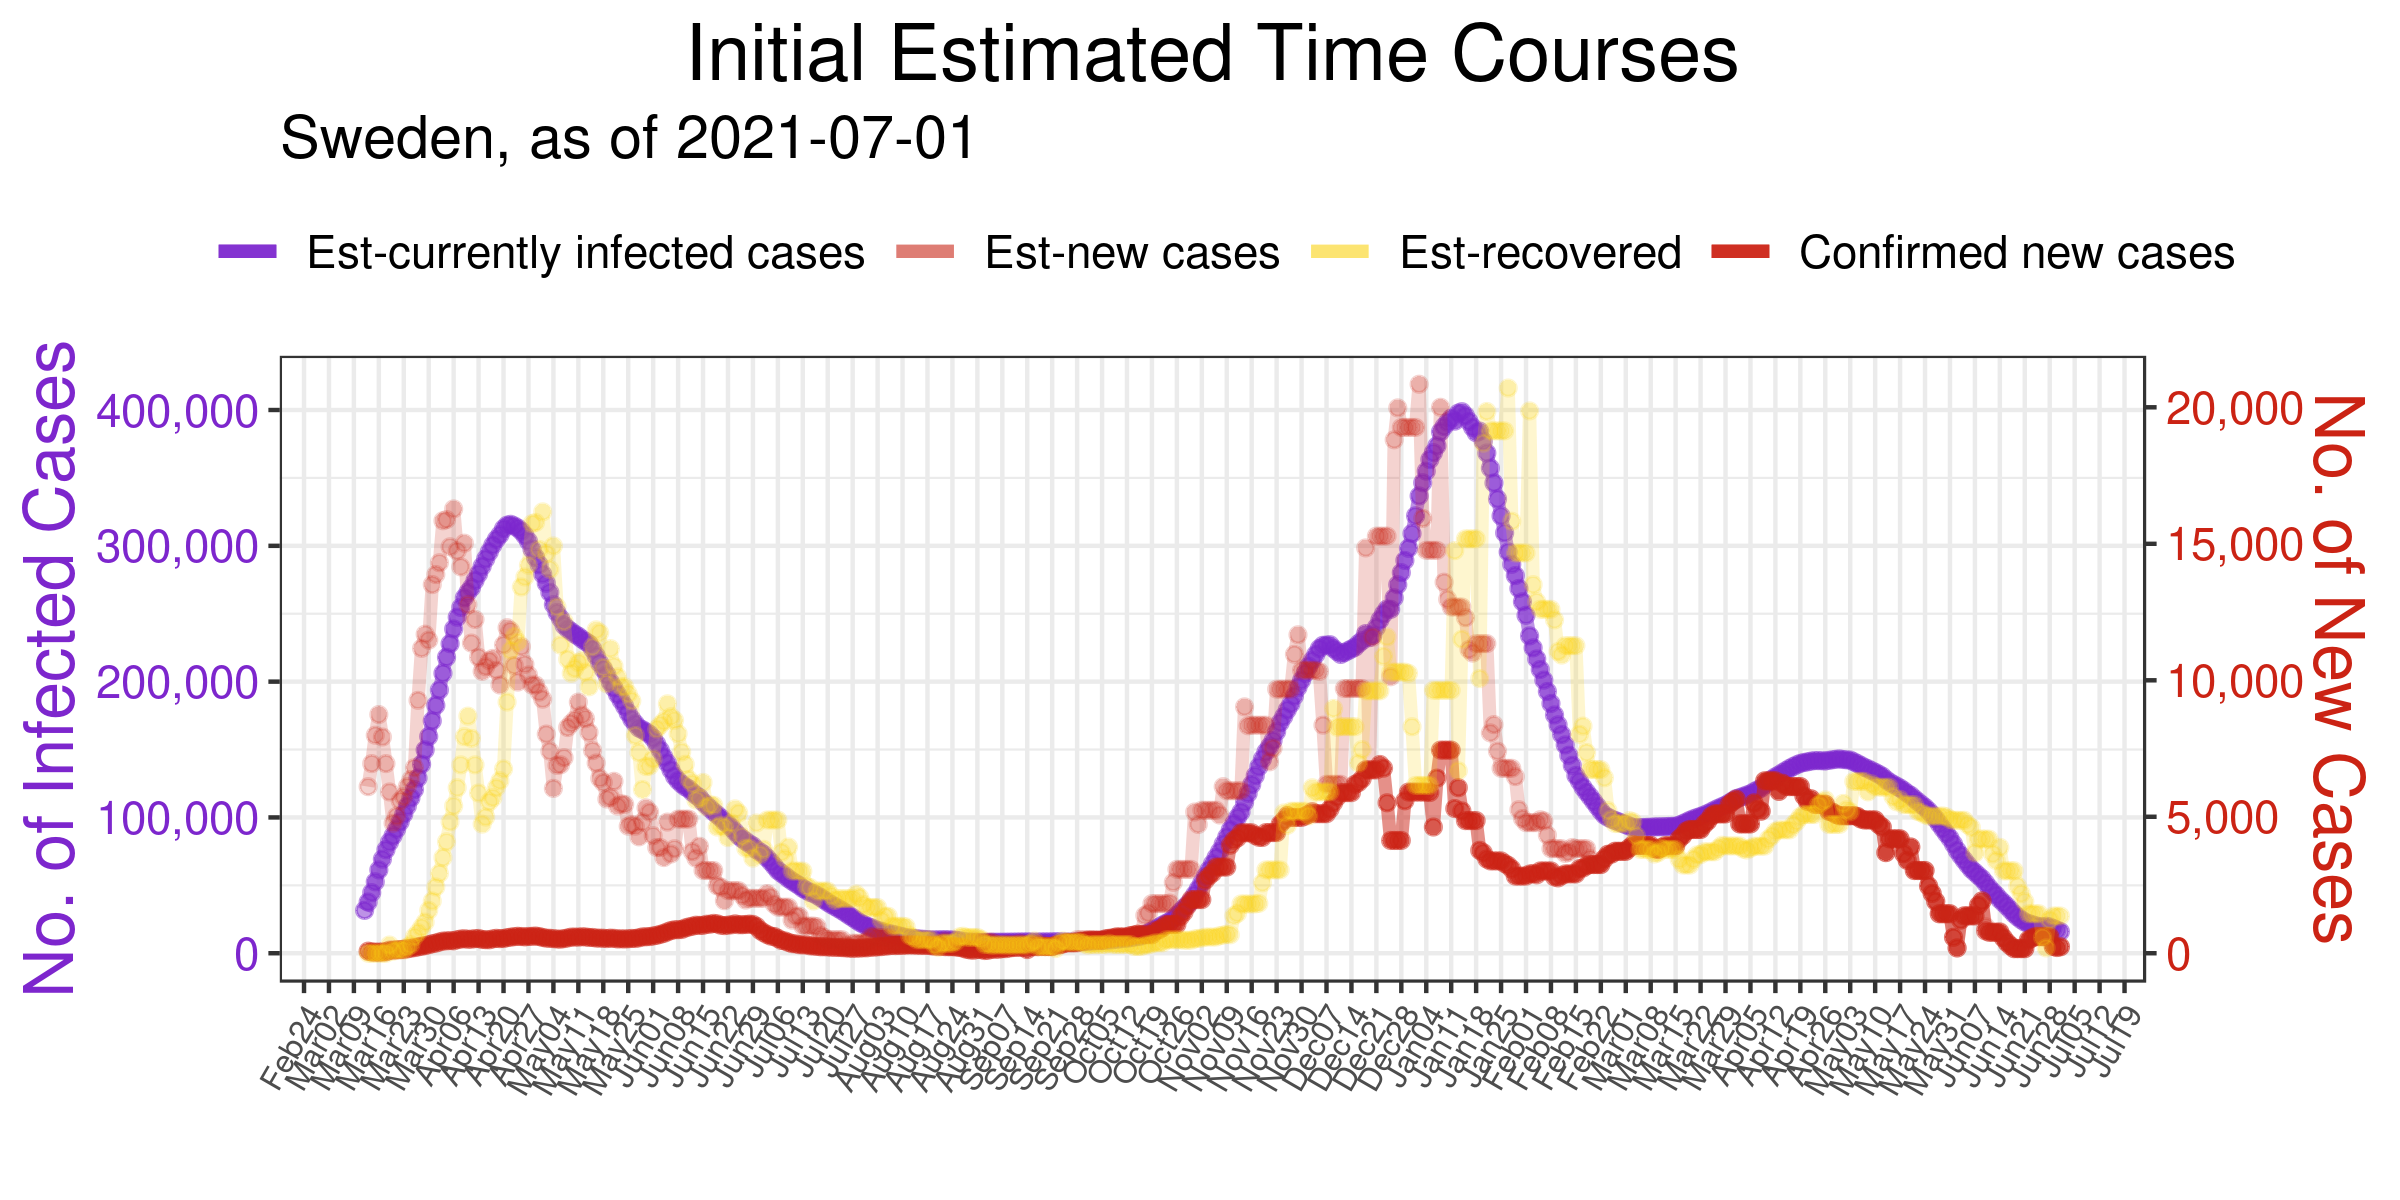 Initial Estimated Time Courses
Sweden, as of 2021-07-01
Est-currently infected cases
Est-new cases
Est-recovered
Confirmed new cases
No. of Infected Cases
400,000
300,000
200,000
100,000
0
20,000
15,000
10,000
5,000
0
No. of New Cases
Feb24
Mar02
Mar09
Mar16
Mar23
Mar30
Apr06
Apr13
Apr20
Apr27
May04
May11
May18
May25
Jun01
Jun08
Jun15
Jun22
Jun29
Jul06
Jul13
Jul20
Jul27
Aug03
Aug10
Aug17
Aug24
Aug31
Sep07
Sep14
Sep21
Sep28
Oct05
Oct12
Oct19
Oct26
Nov02
Nov09
Nov16
Nov23
Nov30
Dec07
Dec14
Dec21
Dec28
Jan04
Jan11
Jan18
Jan25
Feb01
Feb08
Feb15
Feb22
Mar01
Mar08
Mar15
Mar22
Mar29
Apr05
Apr12
Apr19
Apr26
May03
May10
May17
May24
May31
Jun07
Jun14
Jun21
Jun28
Jul05
Jul12
Jul19